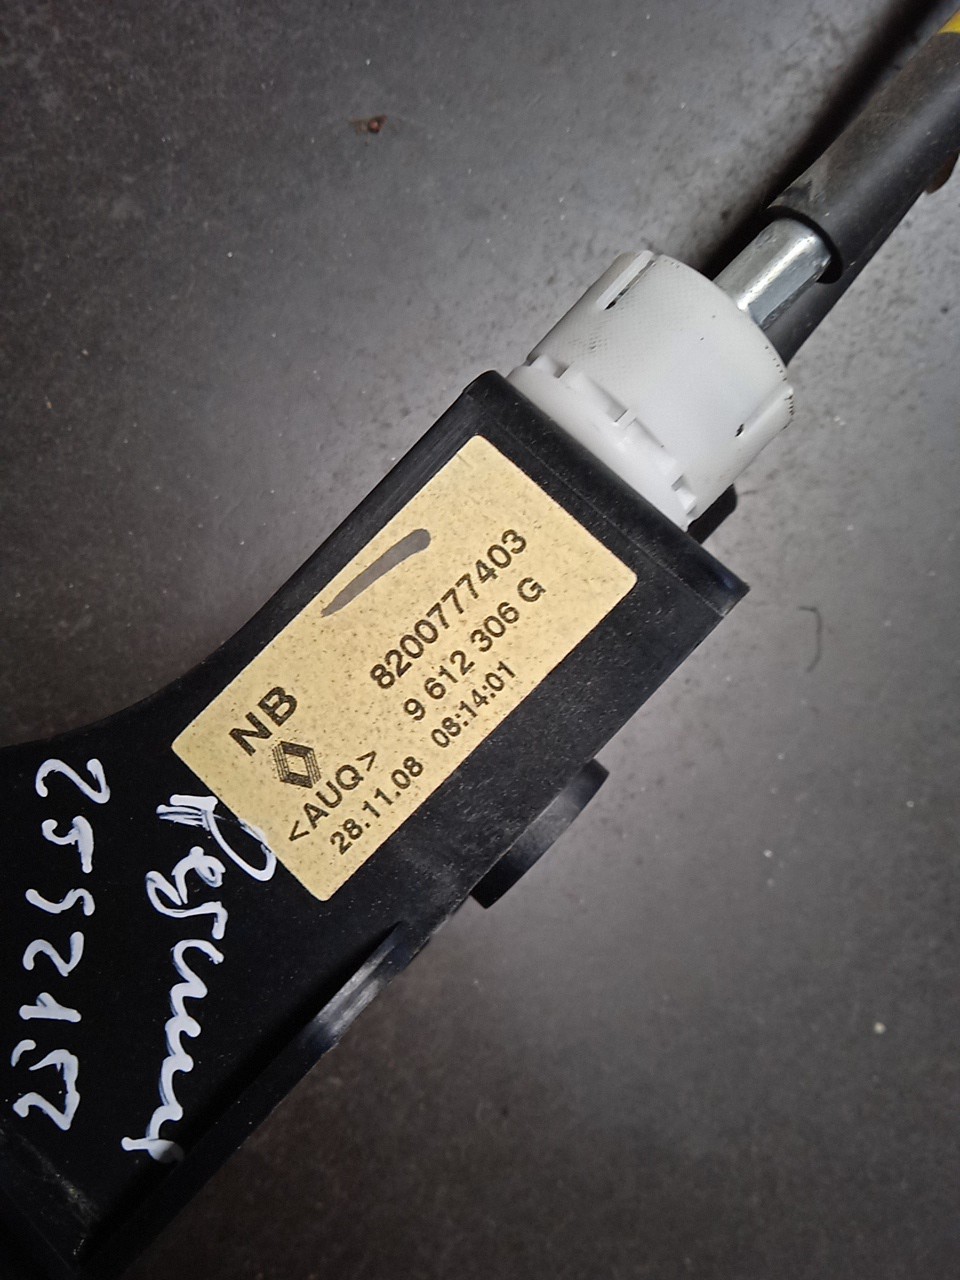 NB
8200777403
9 612 306 G
<AUQ>
28.11.08 08:14:01